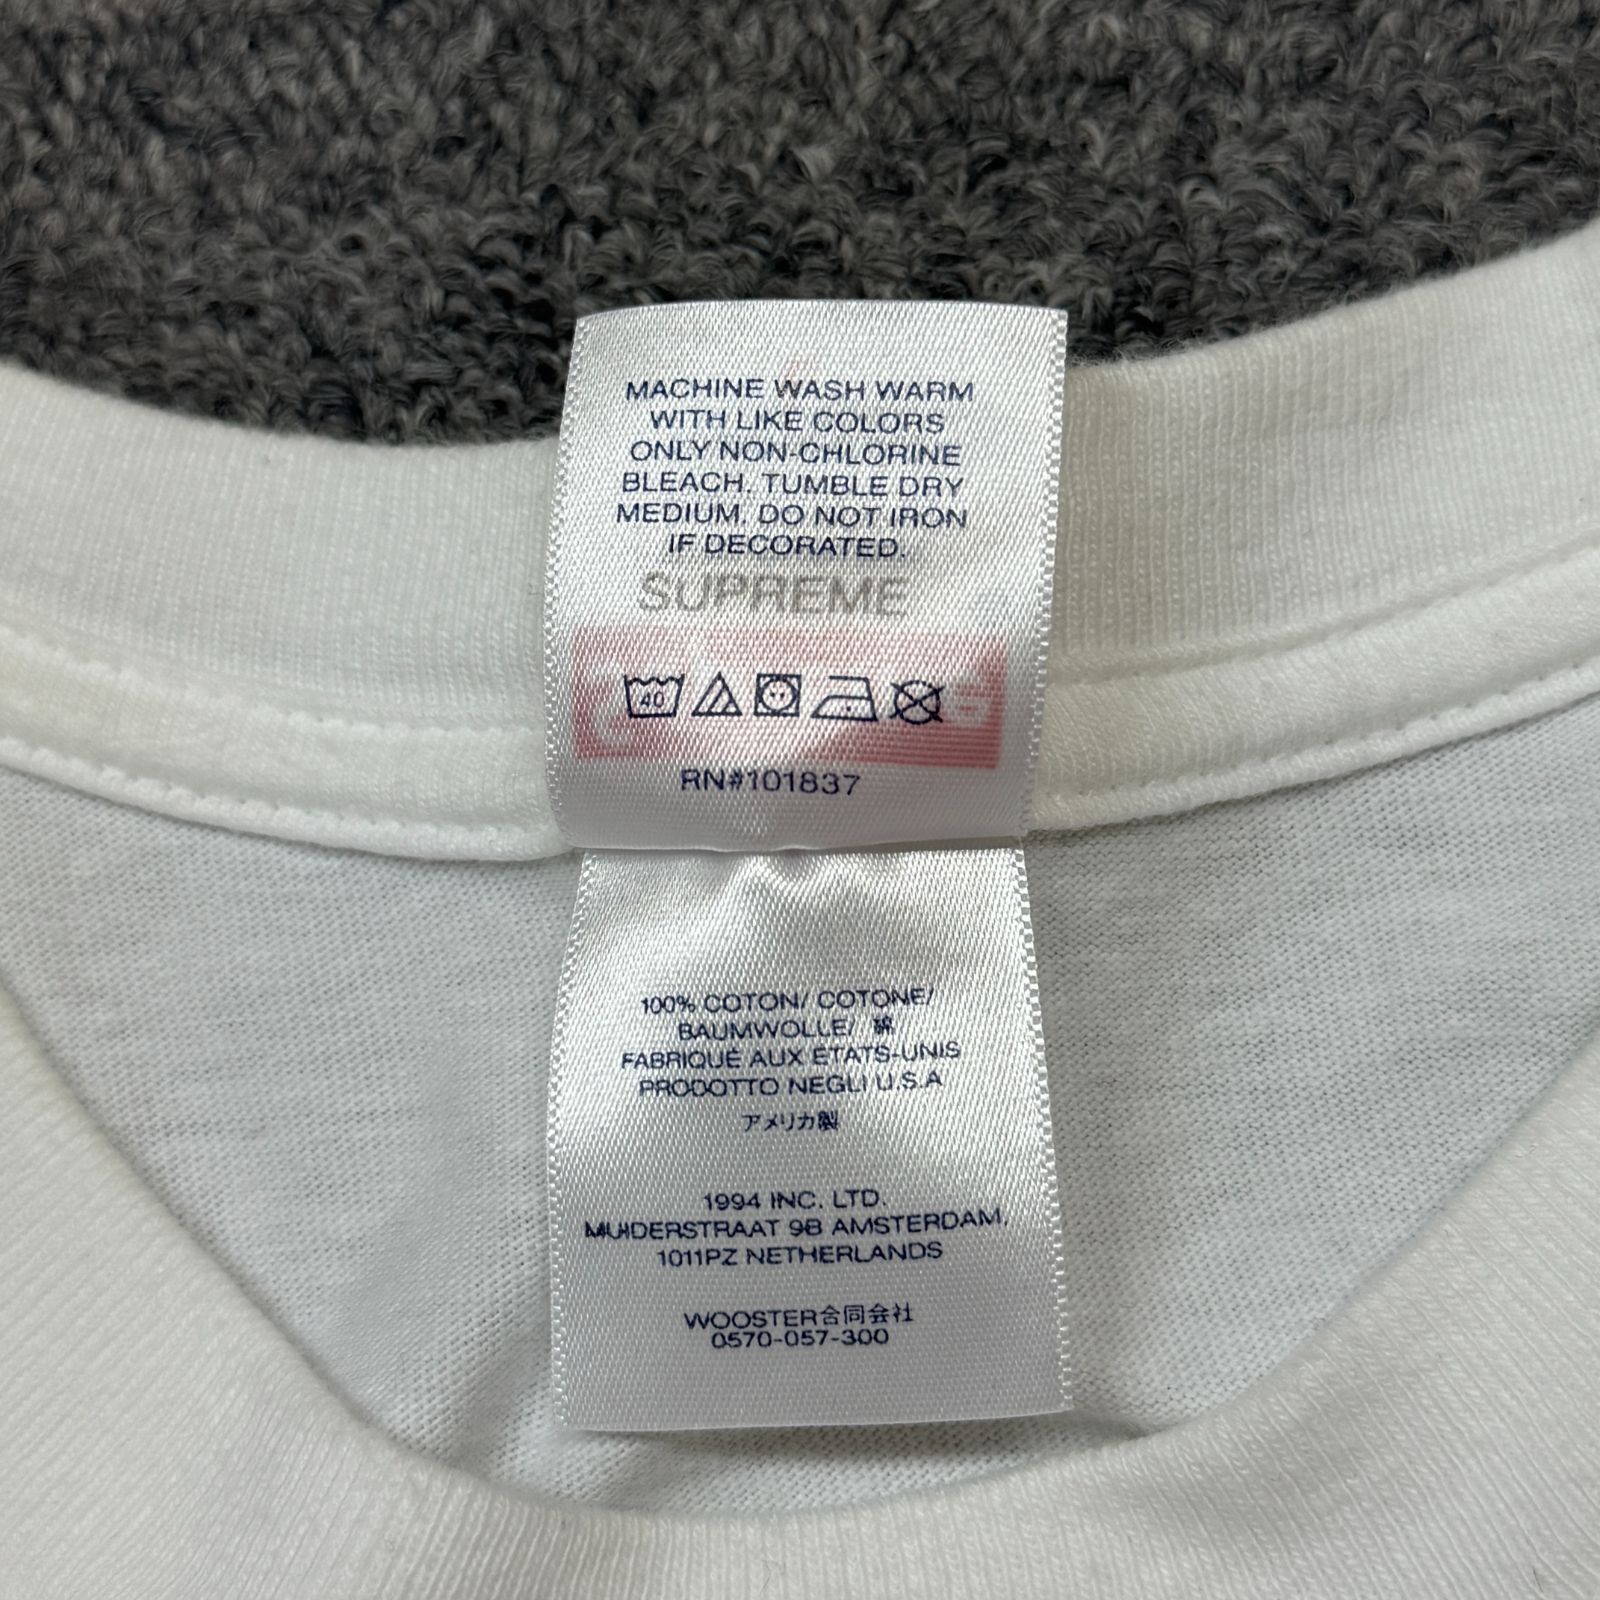 MACHINE WASH WARM
WITH LIKE COLORS
ONLY NON-CHLORINE
BLEACH. TUMBLE DRY
MEDIUM. DO NOT IRON
IF DECORATED.
SUPREME
40
RN#101837
100% COTON/ COTONE/
BAUMWOLLE/ 綿
FABRIQUÉ AUX ÉTATS-UNIS
PRODOTTO NEGLI U.S.A
アメリカ製
1994 INC. LTD.
MUIDERSTRAAT 9B AMSTERDAM,
1011PZ NETHERLANDS
WOOSTER合同会社
0570-057-300